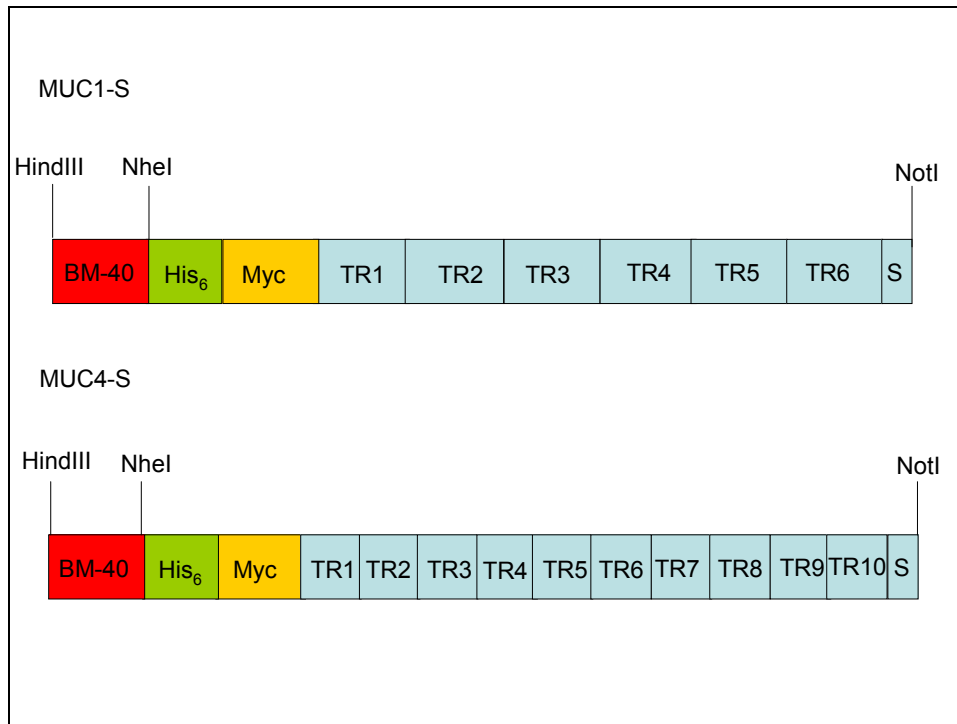 MUC1-S
HindIII NheI NotI
BM-40 His6 Myc TR1 TR2 TR3 TR4 TR5 TR6 S
MUC4-S
HindIII NheI NotI
BM-40 His6 Myc TR1 TR2 TR3 TR4 TR5 TR6 TR7 TR8 TR9 TR10 S